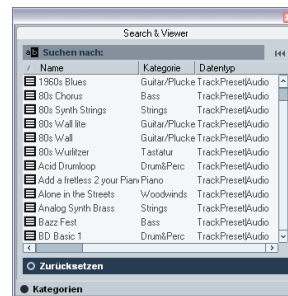 Search & Viewer
Suchen nach:
Name Kategorie Datentyp
1960s Blues Guitar/Plucke TrackPreset|Audio
80s Chorus Bass TrackPreset|Audio
80s Synth Strings Strings TrackPreset|Audio
80s Wall lite Guitar/Plucke TrackPreset|Audio
80s Wall Guitar/Plucke TrackPreset|Audio
80s Wurlitzer Tastatur TrackPreset|Audio
Acid Drumloop Drum&Perc TrackPreset|Audio
Add a fretless 2 your Pian Piano TrackPreset|Audio
Alone in the Streets Woodwinds TrackPreset|Audio
Analog Synth Brass Strings TrackPreset|Audio
Bazz Fest Bass TrackPreset|Audio
BD Basic 1 Drum&Perc TrackPreset|Audio
Zurücksetzen
Kategorien